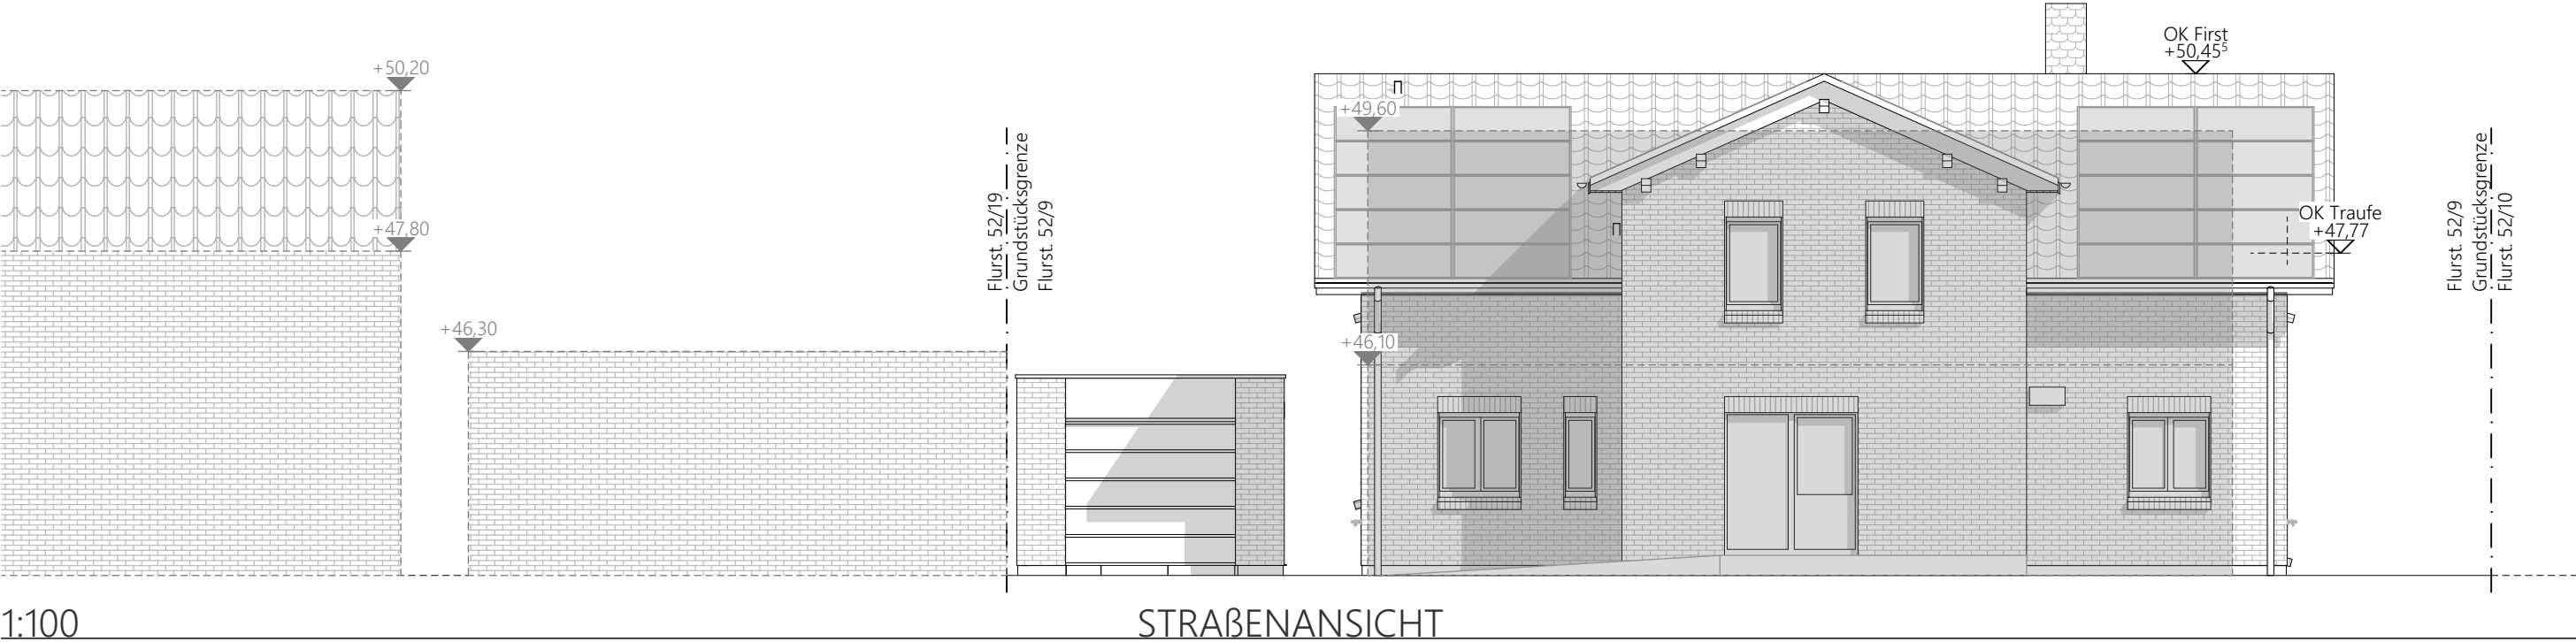 +50,20
+47,80
+46,30
Flurst. 52/19
Grundstücksgrenze
Flurst. 52/9
+49,60
+46,10
OK First
+50,45⁵
OK Traufe
+47,77
Flurst. 52/9
Grundstücksgrenze
Flurst. 52/10
1:100
STRAßENANSICHT